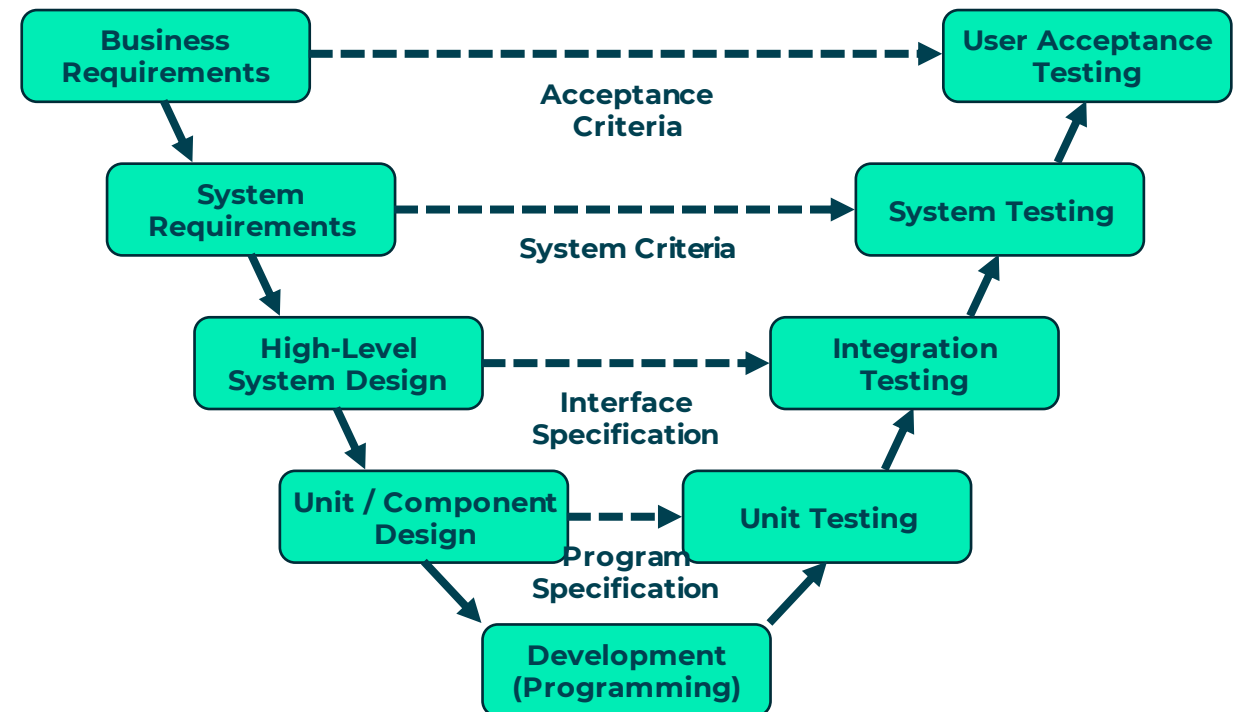 Business
Requirements
User Acceptance
Testing
Acceptance
Criteria
System
Requirements
System Testing
System Criteria
High-Level
System Design
Integration
Testing
Interface
Specification
Unit / Component
Design
Unit Testing
Program
Specification
Development
(Programming)